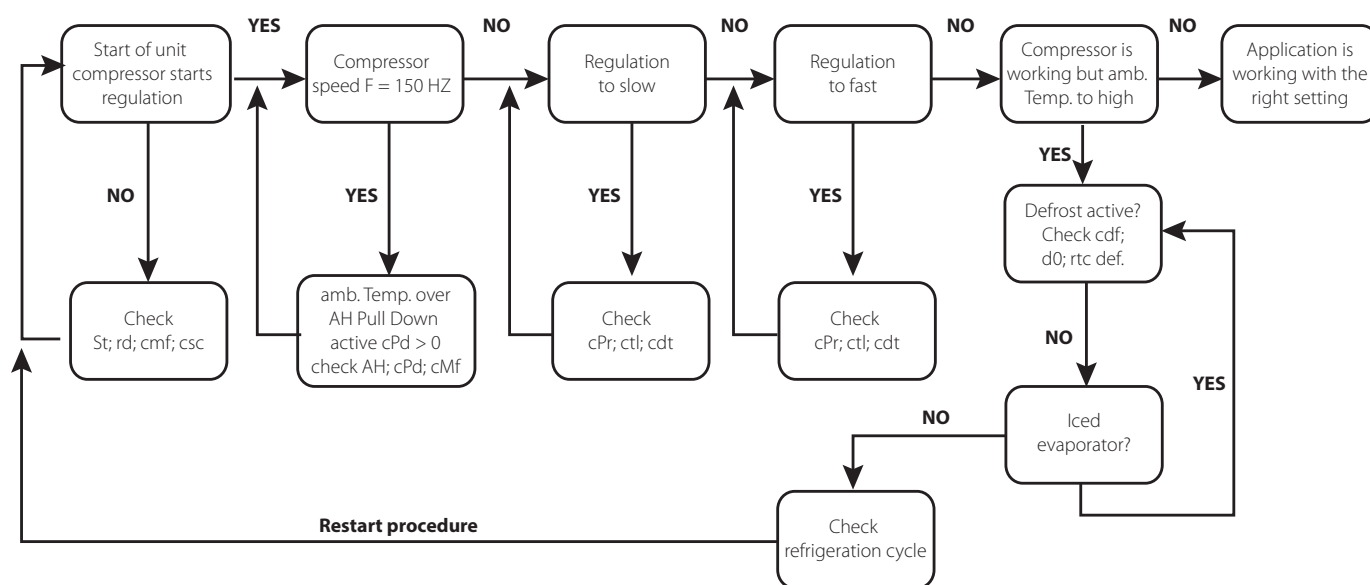 YES
NO
NO
NO
NO
Start of unit
compressor starts
regulation
Compressor
speed F = 150 HZ
Regulation
to slow
Regulation
to fast
Compressor is
working but amb.
Temp. to high
Application is
working with the
right setting
NO
YES
YES
YES
YES
Check
St; rd; cmf; csc
amb. Temp. over
AH Pull Down
active cPd > 0
check AH; cPd; cMf
Check
cPr; ctl; cdt
Check
cPr; ctl; cdt
Defrost active?
Check cdf;
d0; rtc def.
NO
YES
Iced
evaporator?
NO
Check
refrigeration cycle
Restart procedure